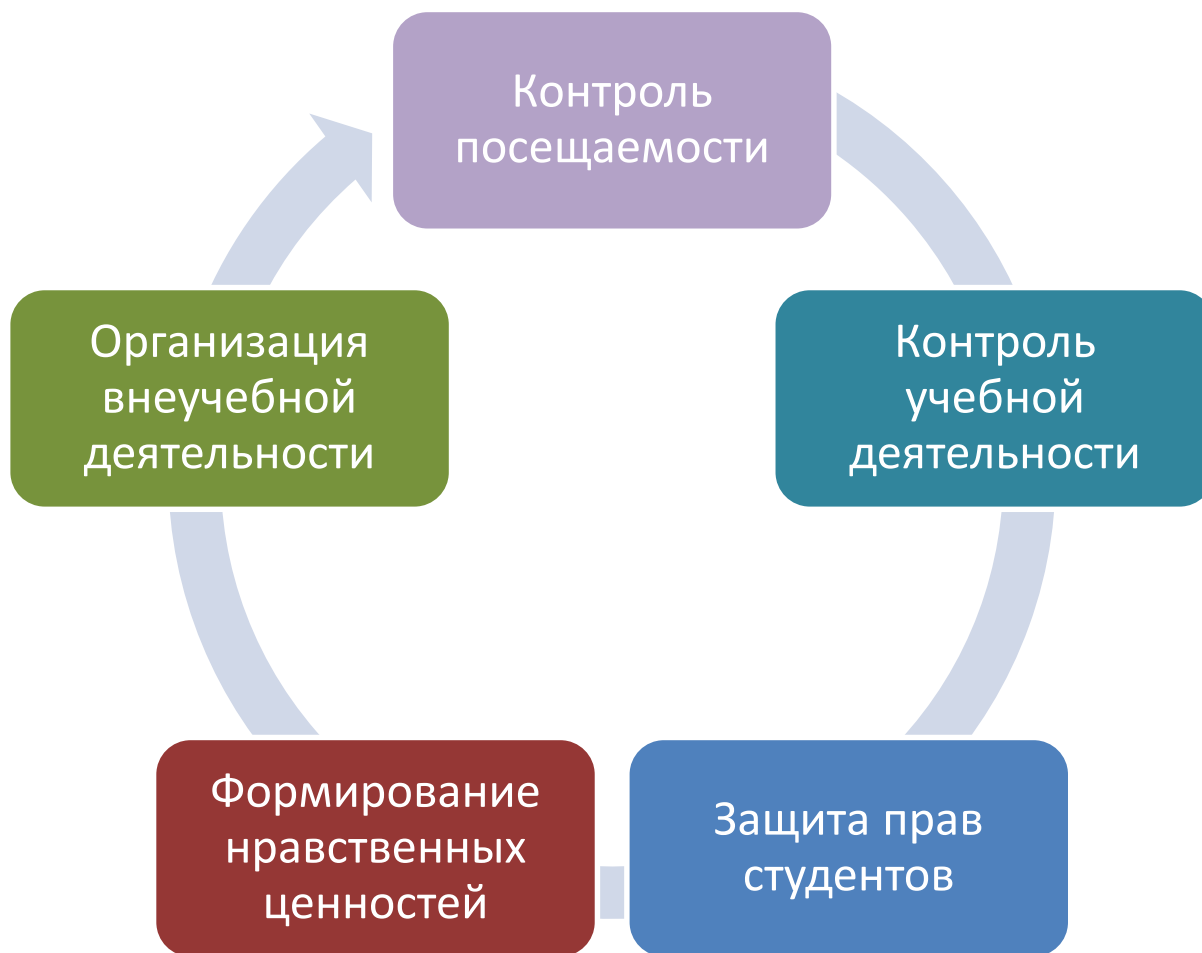 Контроль
посещаемости
Контроль
учебной
деятельности
Защита прав
студентов
Формирование
нравственных
ценностей
Организация
внеучебной
деятельности